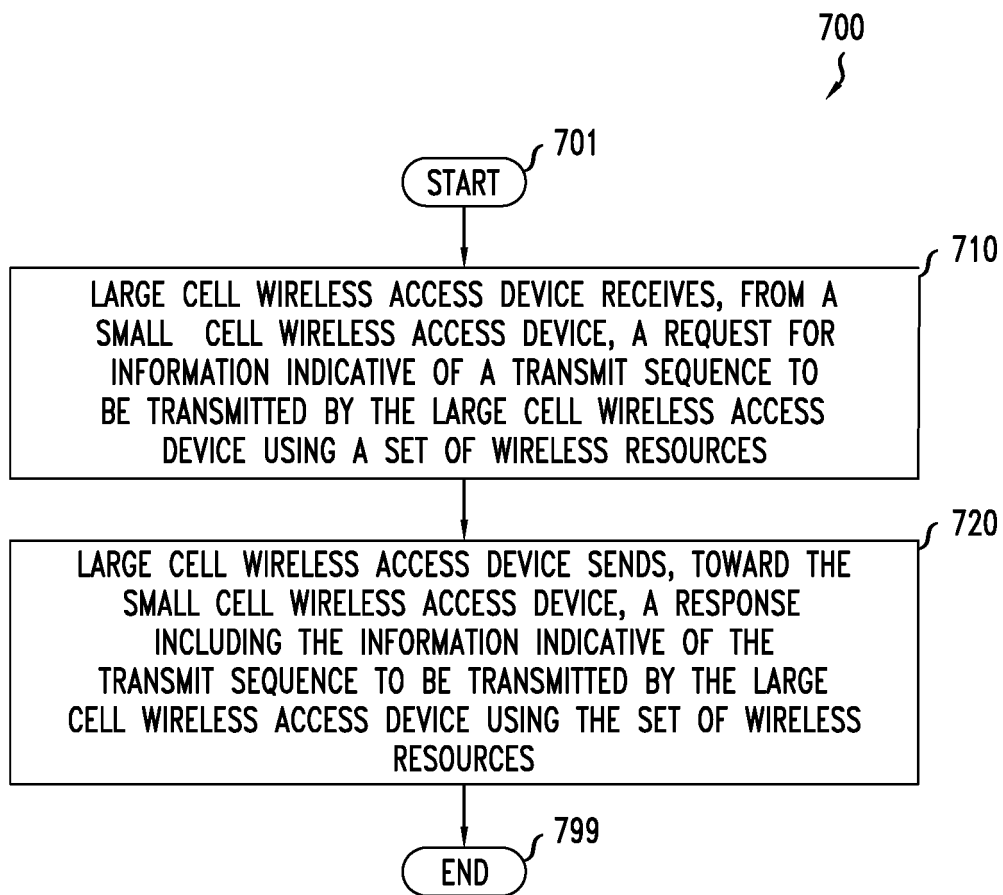 700
701
START
710
LARGE CELL WIRELESS ACCESS DEVICE RECEIVES, FROM A
SMALL CELL WIRELESS ACCESS DEVICE, A REQUEST FOR
INFORMATION INDICATIVE OF A TRANSMIT SEQUENCE TO
BE TRANSMITTED BY THE LARGE CELL WIRELESS ACCESS
DEVICE USING A SET OF WIRELESS RESOURCES
720
LARGE CELL WIRELESS ACCESS DEVICE SENDS, TOWARD THE
SMALL CELL WIRELESS ACCESS DEVICE, A RESPONSE
INCLUDING THE INFORMATION INDICATIVE OF THE
TRANSMIT SEQUENCE TO BE TRANSMITTED BY THE LARGE
CELL WIRELESS ACCESS DEVICE USING THE SET OF WIRELESS
RESOURCES
799
END